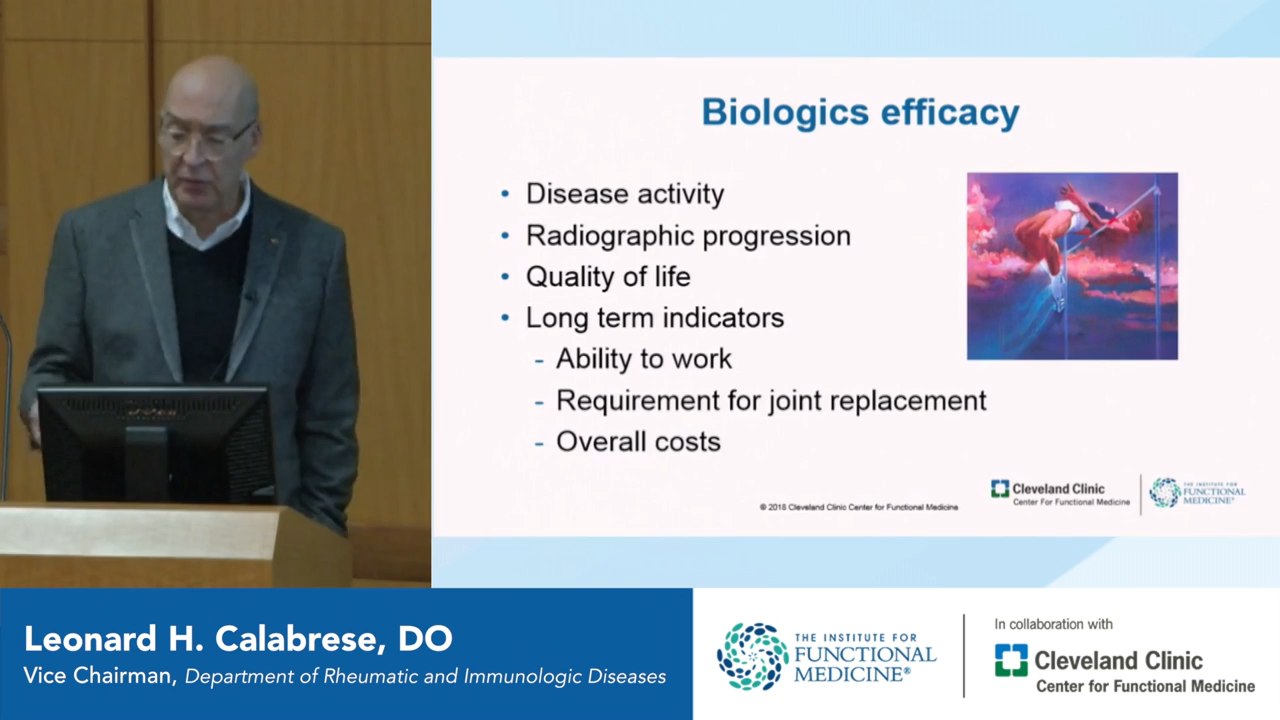 Biologics efficacy
• Disease activity
• Radiographic progression
• Quality of life
• Long term indicators
- Ability to work
- Requirement for joint replacement
- Overall costs
Cleveland Clinic
Center For Functional Medicine
THE INSTITUTE FOR
FUNCTIONAL
MEDICINE®
© 2018 Cleveland Clinic Center for Functional Medicine
Leonard H. Calabrese, DO
Vice Chairman, Department of Rheumatic and Immunologic Diseases
THE INSTITUTE FOR
FUNCTIONAL
MEDICINE®
In collaboration with
Cleveland Clinic
Center for Functional Medicine